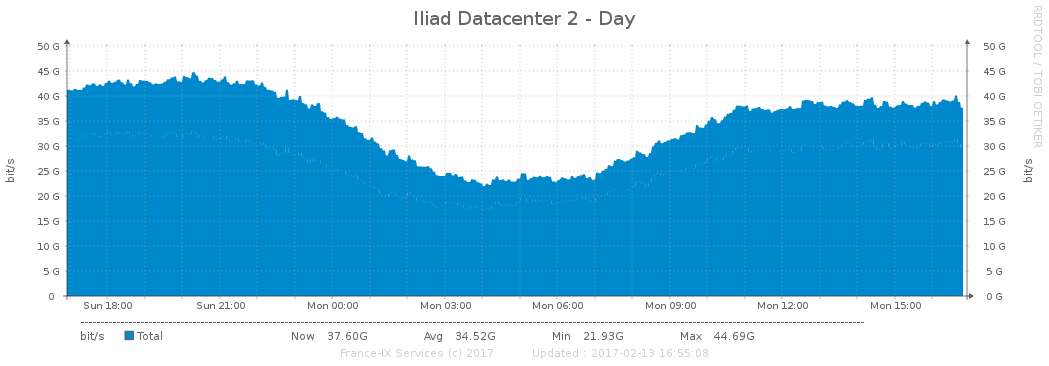 Iliad Datacenter 2 - Day
RRDTOOL / TOBI OETIKER
bit/s
50 G
45 G
40 G
35 G
30 G
25 G
20 G
15 G
10 G
5 G
0
50 G
45 G
40 G
35 G
30 G
25 G
20 G
15 G
10 G
5 G
0 G
bit/s
Sun 18:00 Sun 21:00 Mon 00:00 Mon 03:00 Mon 06:00 Mon 09:00 Mon 12:00 Mon 15:00
bit/s Total Now 37.60G Avg 34.52G Min 21.93G Max 44.69G
France-IX Services (c) 2017 Updated : 2017-02-13 16:55:08